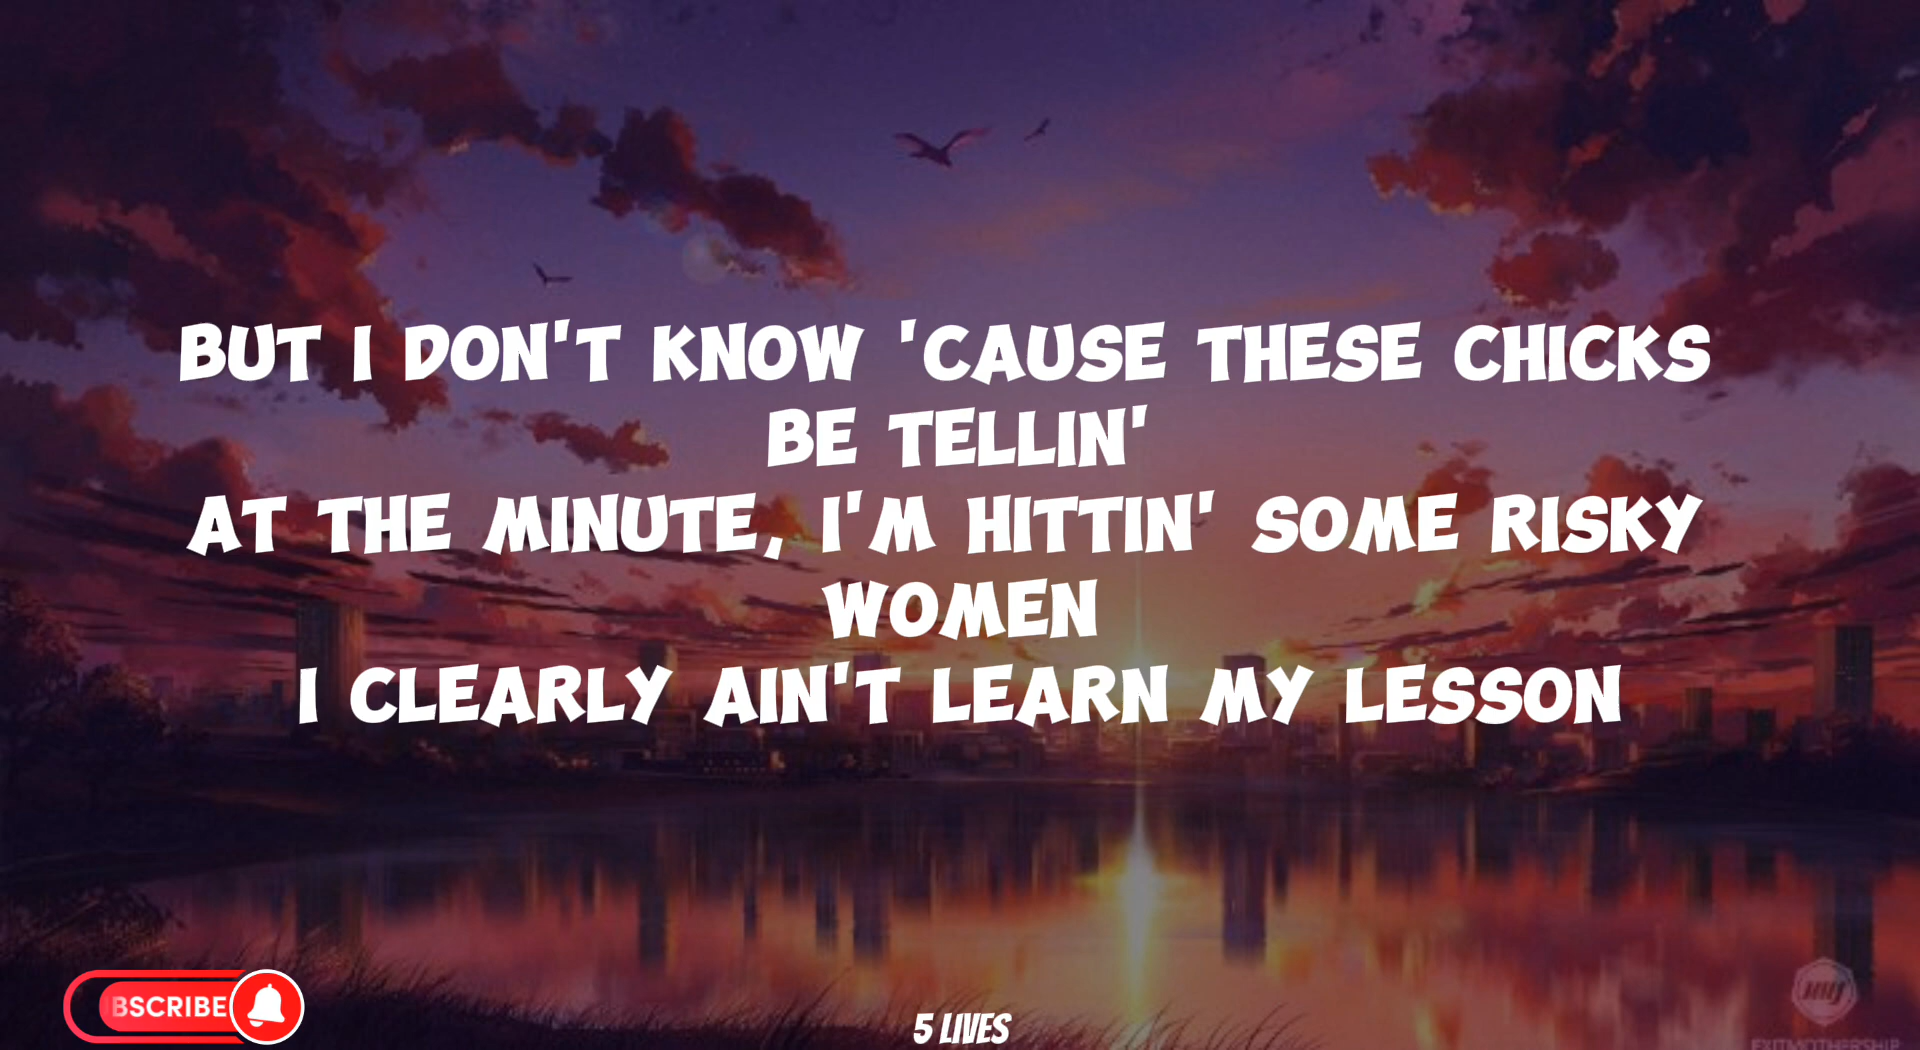 BUT I DON'T KNOW 'CAUSE THESE CHICKS
BE TELLIN'
AT THE MINUTE, I'M HITTIN' SOME RISKY
WOMEN
I CLEARLY AIN'T LEARN MY LESSON
BSCRIBE
5 LIVES
EXITMOTHERSHIP